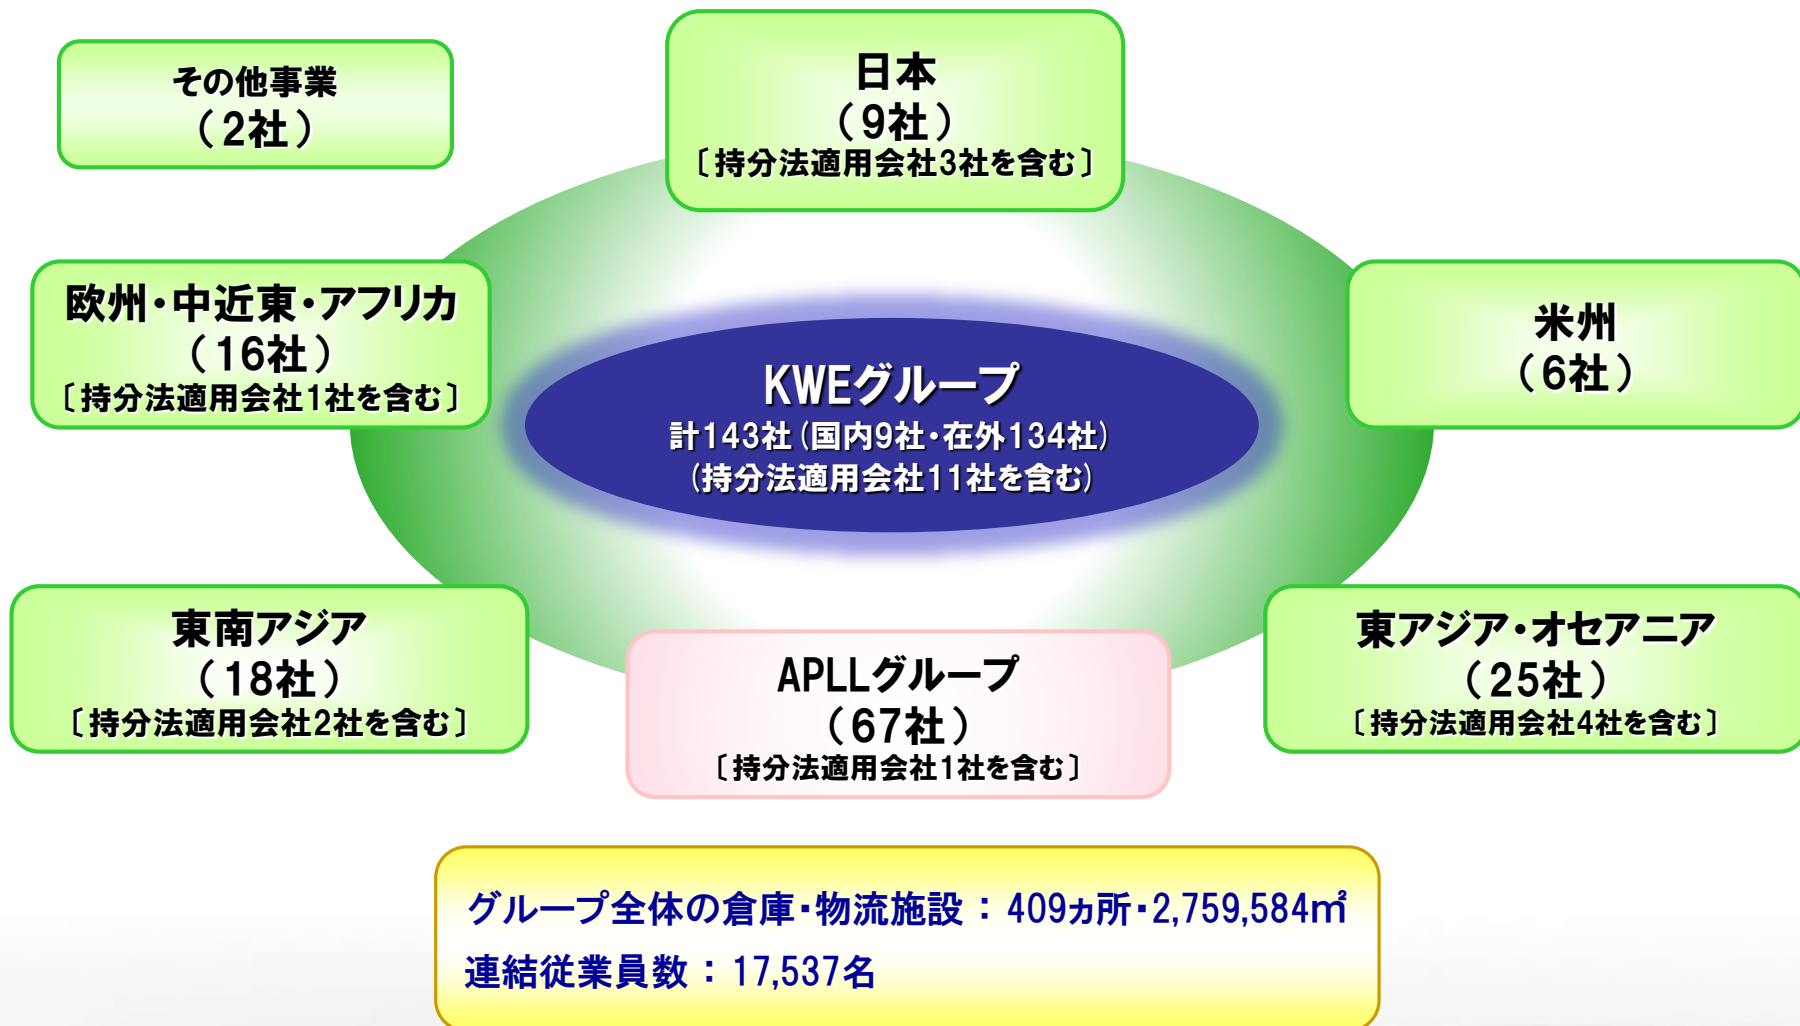 その他事業
（2社）
日本
（9社）
〔持分法適用会社3社を含む〕
欧州・中近東・アフリカ
（16社）
〔持分法適用会社1社を含む〕
米州
（6社）
KWEグループ
計143社(国内9社・在外134社)
(持分法適用会社11社を含む)
東南アジア
（18社）
〔持分法適用会社2社を含む〕
APLLグループ
（67社）
〔持分法適用会社1社を含む〕
東アジア・オセアニア
（25社）
〔持分法適用会社4社を含む〕
グループ全体の倉庫・物流施設：409ヵ所・2,759,584㎡
連結従業員数：17,537名